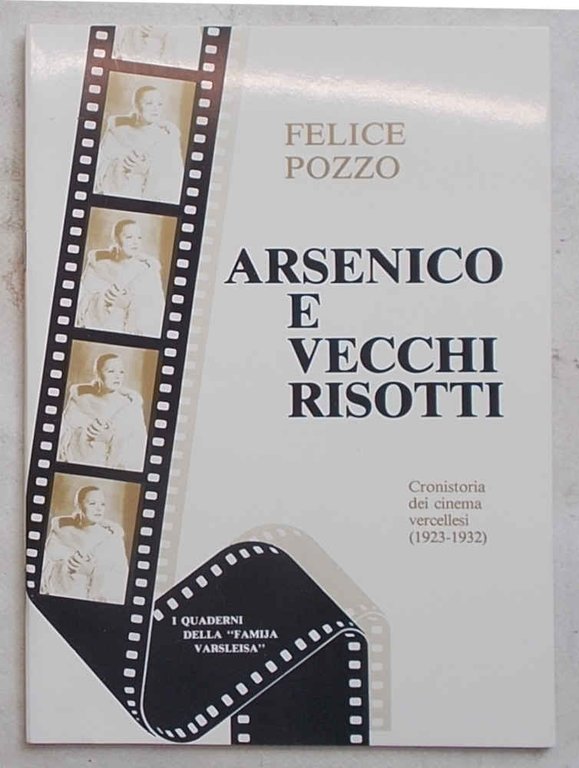 FELICE
POZZO
ARSENICO
E
VECCHI
RISOTTI
Cronistoria
dei cinema
vercellesi
(1923-1932)
I QUADERNI
DELLA "FAMIJA
VARSLEISA"